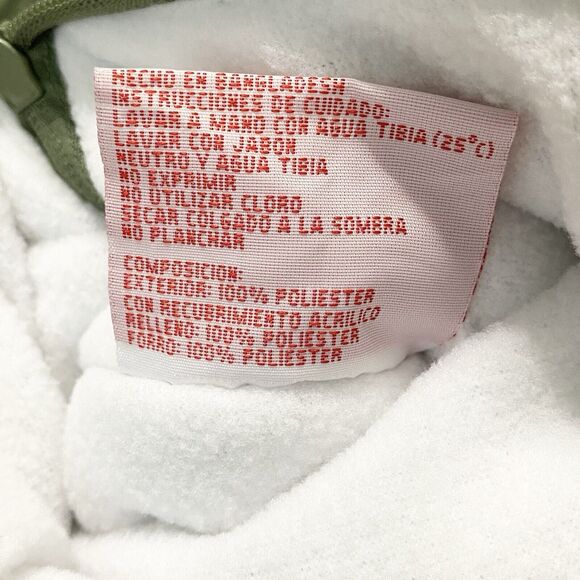 HECHO EN BANGLADESH
INSTRUCCIONES DE CUIDADO:
LAVAR A MANO CON AGUA TIBIA (25°C)
LAVAR CON JABON
NEUTRO Y AGUA TIBIA
NO EXPRIMIR
NO UTILIZAR CLORO
SECAR COLGADO A LA SOMBRA
NO PLANCHAR
COMPOSICION:
EXTERIOR: 100% POLIESTER
CON RECUBRIMIENTO ACRILICO
RELLENO: 100% POLIESTER
FORRO: 100% POLIESTER